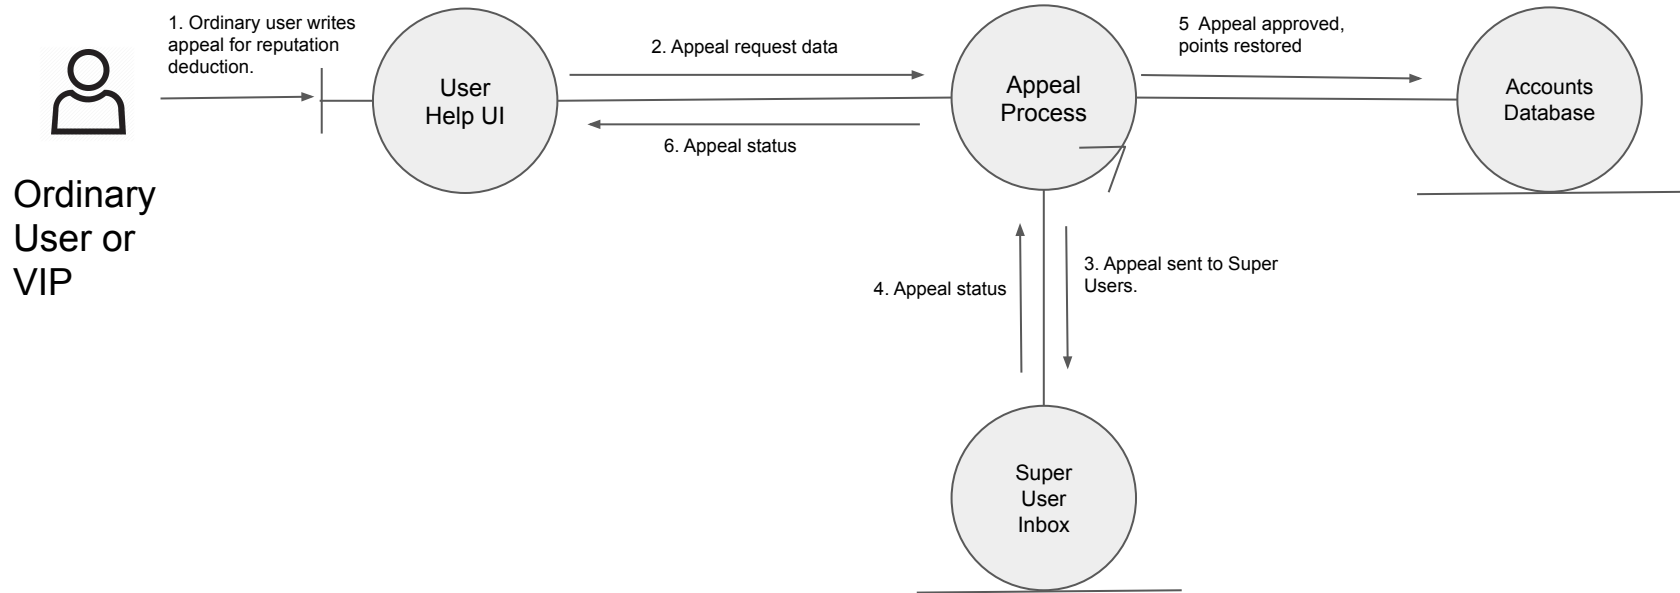 1. Ordinary user writes
appeal for reputation
deduction.
Ordinary
User or
VIP
User
Help UI
2. Appeal request data
6. Appeal status
Appeal
Process
5  Appeal approved,
points restored
Accounts
Database
4. Appeal status
3. Appeal sent to Super
Users.
Super
User
Inbox